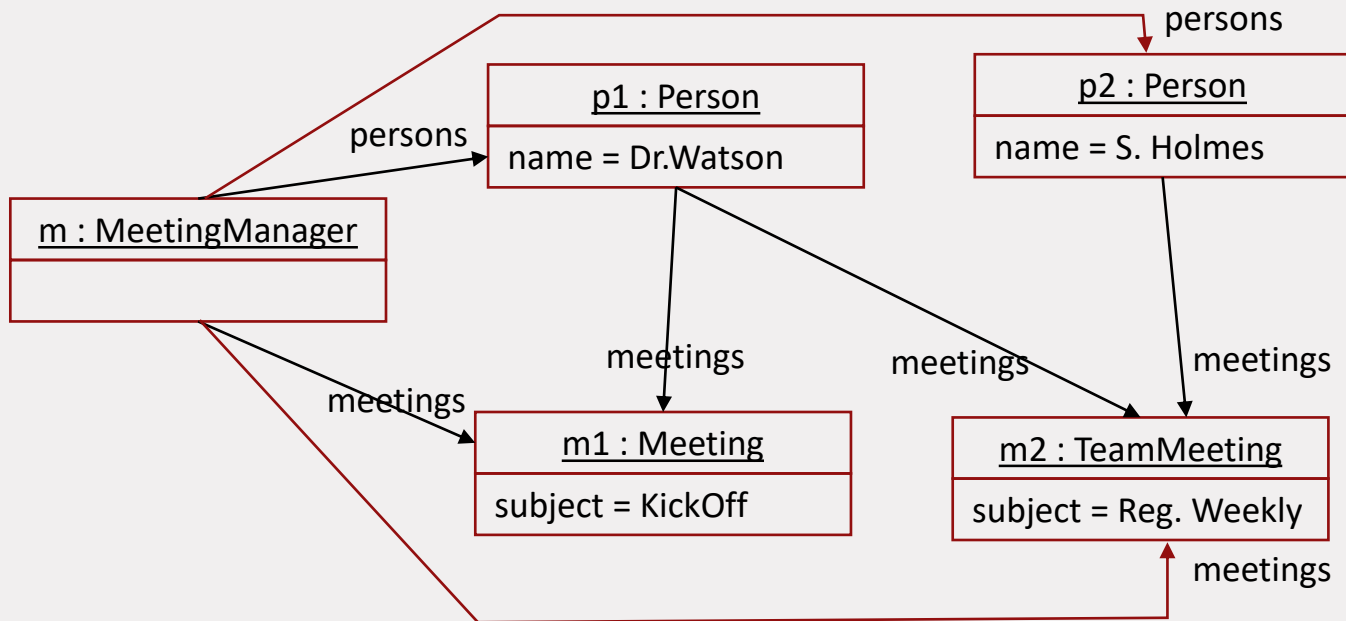 persons
p1 : Person
p2 : Person
persons
name = Dr.Watson
name = S. Holmes
m : MeetingManager
meetings
meetings
meetings
meetings
m1 : Meeting
m2 : TeamMeeting
subject = KickOff
subject = Reg. Weekly
meetings